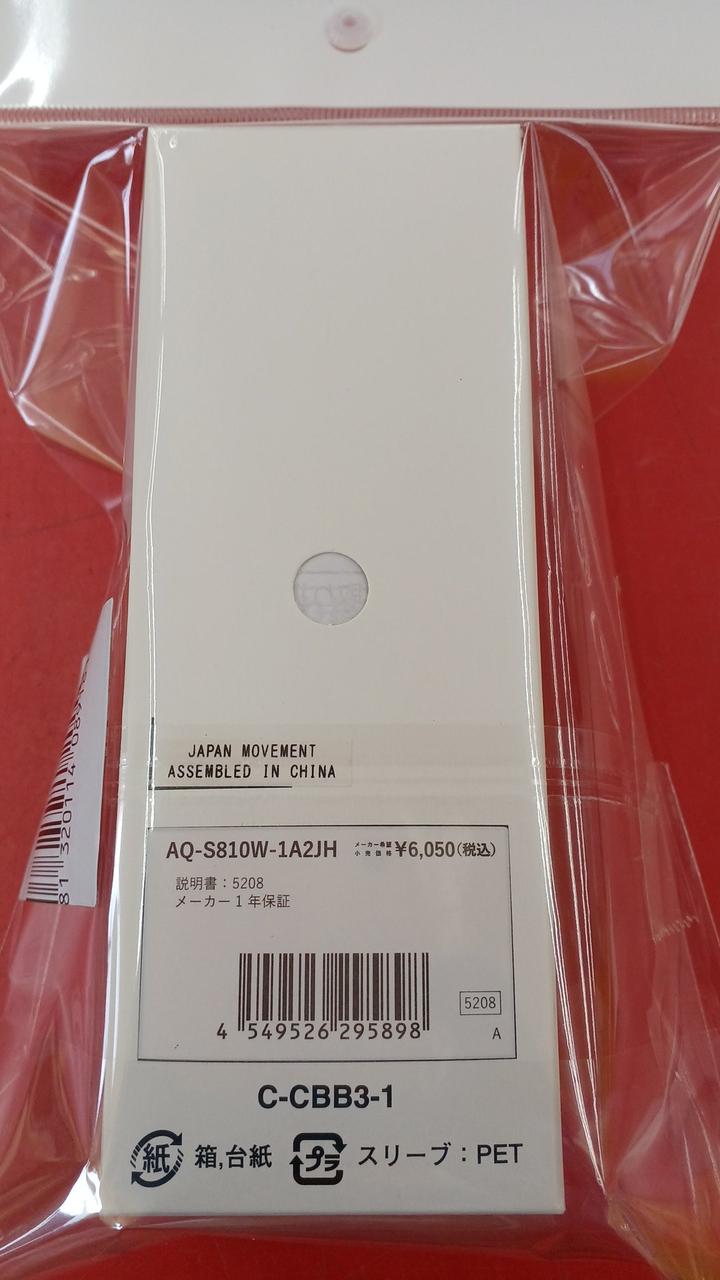 JAPAN MOVEMENT
ASSEMBLED IN CHINA
AQ-S810W-1A2JH メーカー希望小売価格 ¥6,050(税込)
説明書：5208
メーカー1年保証
5208
4 549526 295898
A
C-CBB3-1
紙 箱,台紙 プラ スリーブ：PET
81 320114